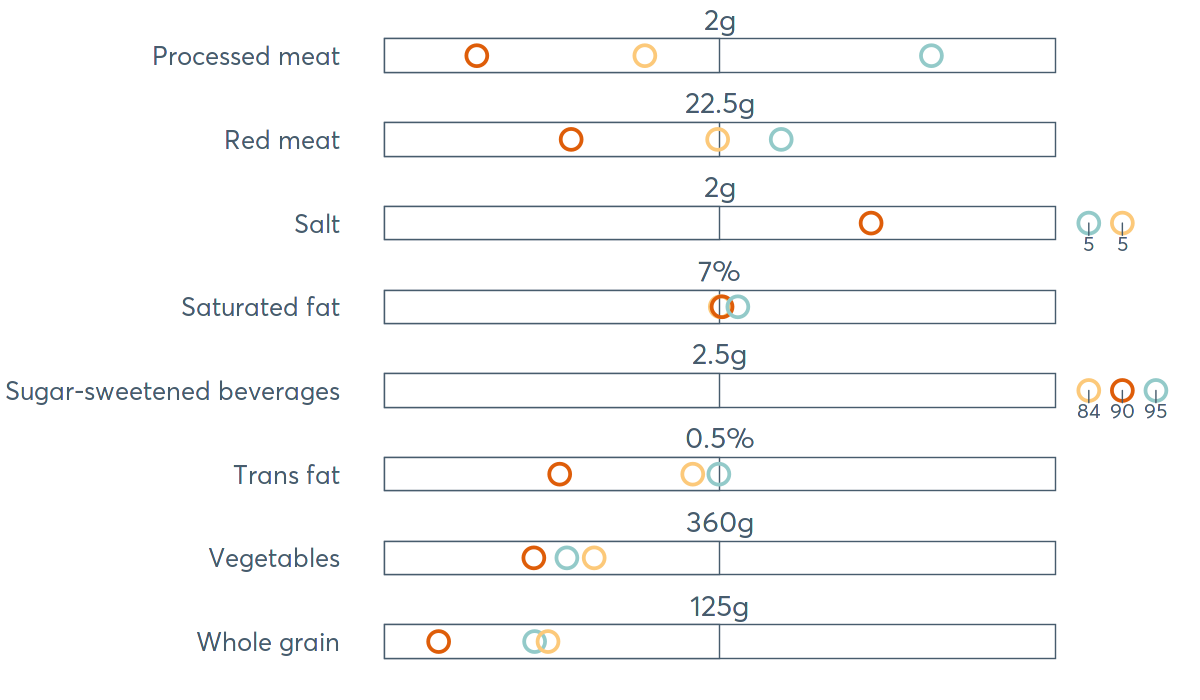 2g
Processed meat
22.5g
Red meat
2g
Salt
5 5
7%
Saturated fat
2.5g
Sugar-sweetened beverages
84 90 95
0.5%
Trans fat
360g
Vegetables
125g
Whole grain